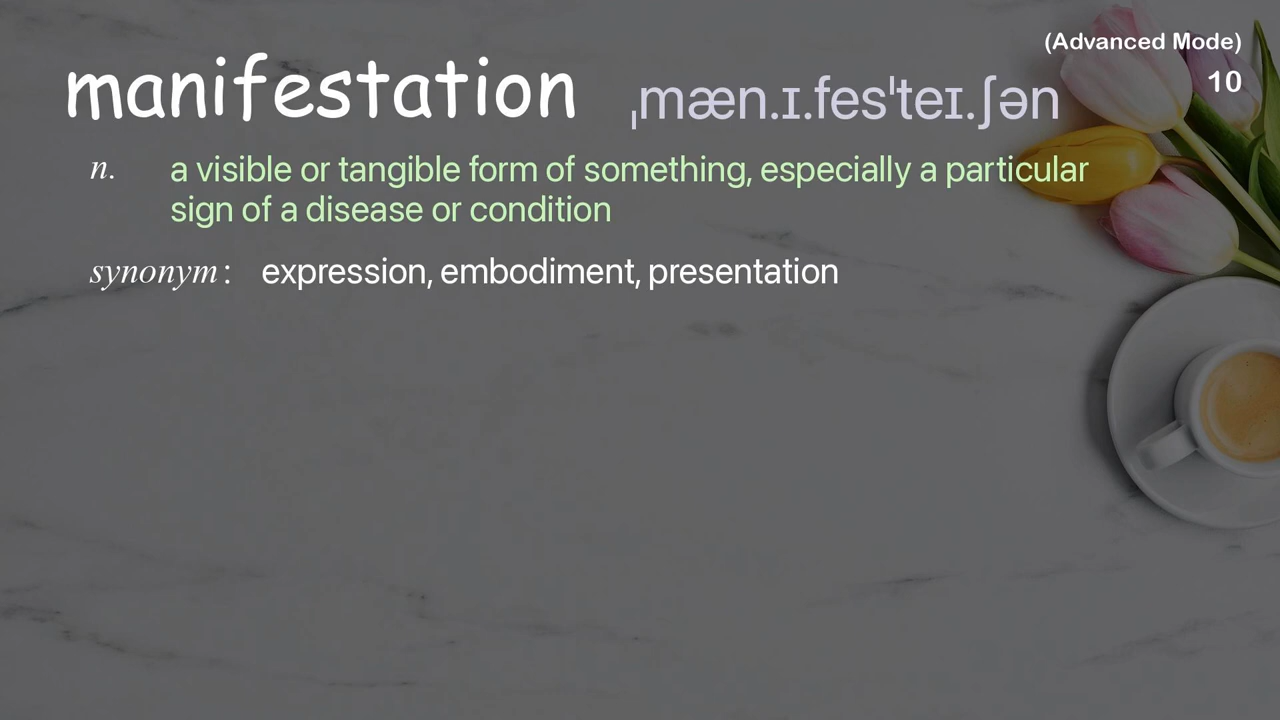 (Advanced Mode)
manifestation ˌmæn.ɪ.fesˈteɪ.ʃən 10
n. a visible or tangible form of something, especially a particular
sign of a disease or condition
synonym : expression, embodiment, presentation